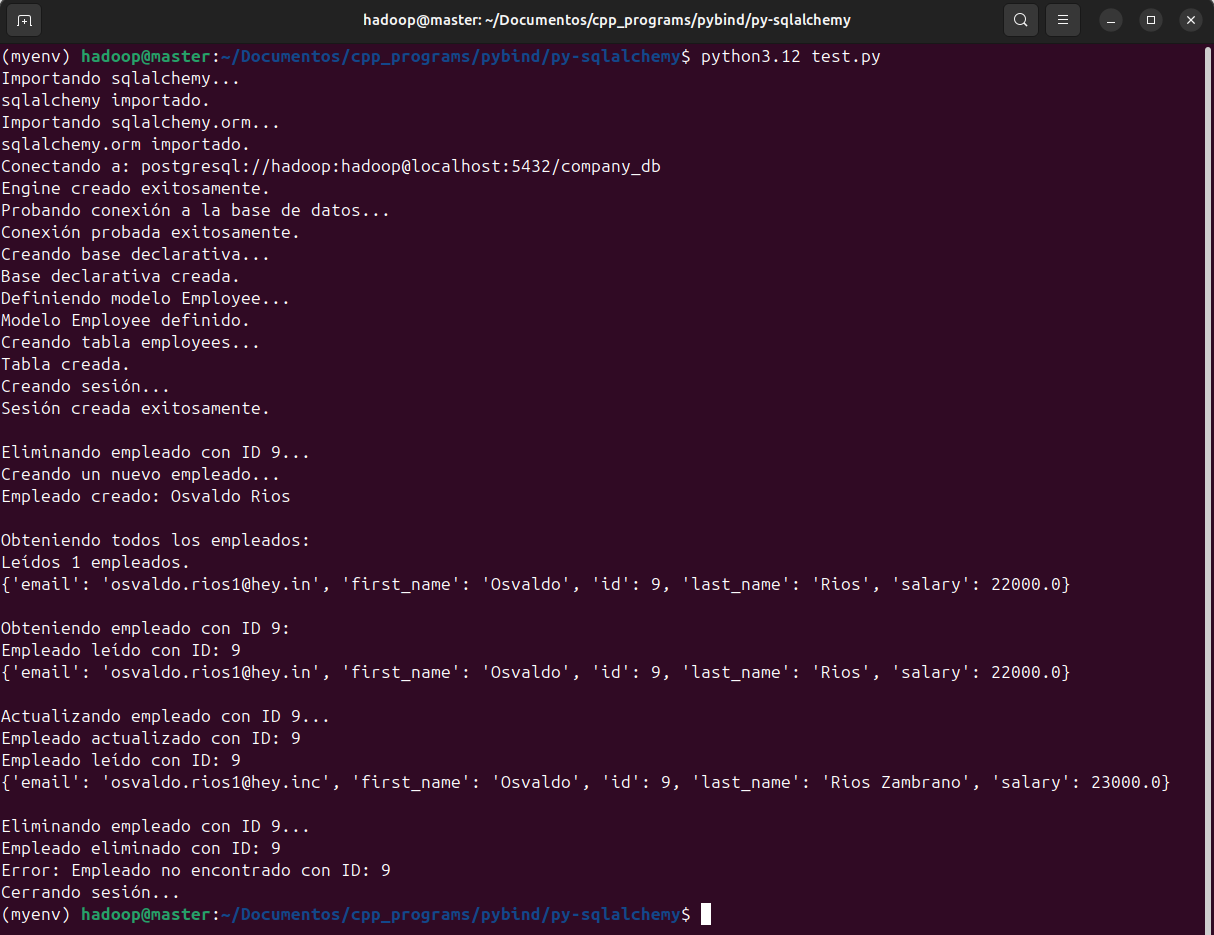 hadoop@master: ~/Documentos/cpp_programs/pybind/py-sqlalchemy
(myenv) hadoop@master:~/Documentos/cpp_programs/pybind/py-sqlalchemy$ python3.12 test.py
Importando sqlalchemy...
sqlalchemy importado.
Importando sqlalchemy.orm...
sqlalchemy.orm importado.
Conectando a: postgresql://hadoop:hadoop@localhost:5432/company_db
Engine creado exitosamente.
Probando conexión a la base de datos...
Conexión probada exitosamente.
Creando base declarativa...
Base declarativa creada.
Definiendo modelo Employee...
Modelo Employee definido.
Creando tabla employees...
Tabla creada.
Creando sesión...
Sesión creada exitosamente.
Eliminando empleado con ID 9...
Creando un nuevo empleado...
Empleado creado: Osvaldo Rios
Obteniendo todos los empleados:
Leídos 1 empleados.
{'email': 'osvaldo.rios1@hey.in', 'first_name': 'Osvaldo', 'id': 9, 'last_name': 'Rios', 'salary': 22000.0}
Obteniendo empleado con ID 9:
Empleado leído con ID: 9
{'email': 'osvaldo.rios1@hey.in', 'first_name': 'Osvaldo', 'id': 9, 'last_name': 'Rios', 'salary': 22000.0}
Actualizando empleado con ID 9...
Empleado actualizado con ID: 9
Empleado leído con ID: 9
{'email': 'osvaldo.rios1@hey.inc', 'first_name': 'Osvaldo', 'id': 9, 'last_name': 'Rios Zambrano', 'salary': 23000.0}
Eliminando empleado con ID 9...
Empleado eliminado con ID: 9
Error: Empleado no encontrado con ID: 9
Cerrando sesión...
(myenv) hadoop@master:~/Documentos/cpp_programs/pybind/py-sqlalchemy$